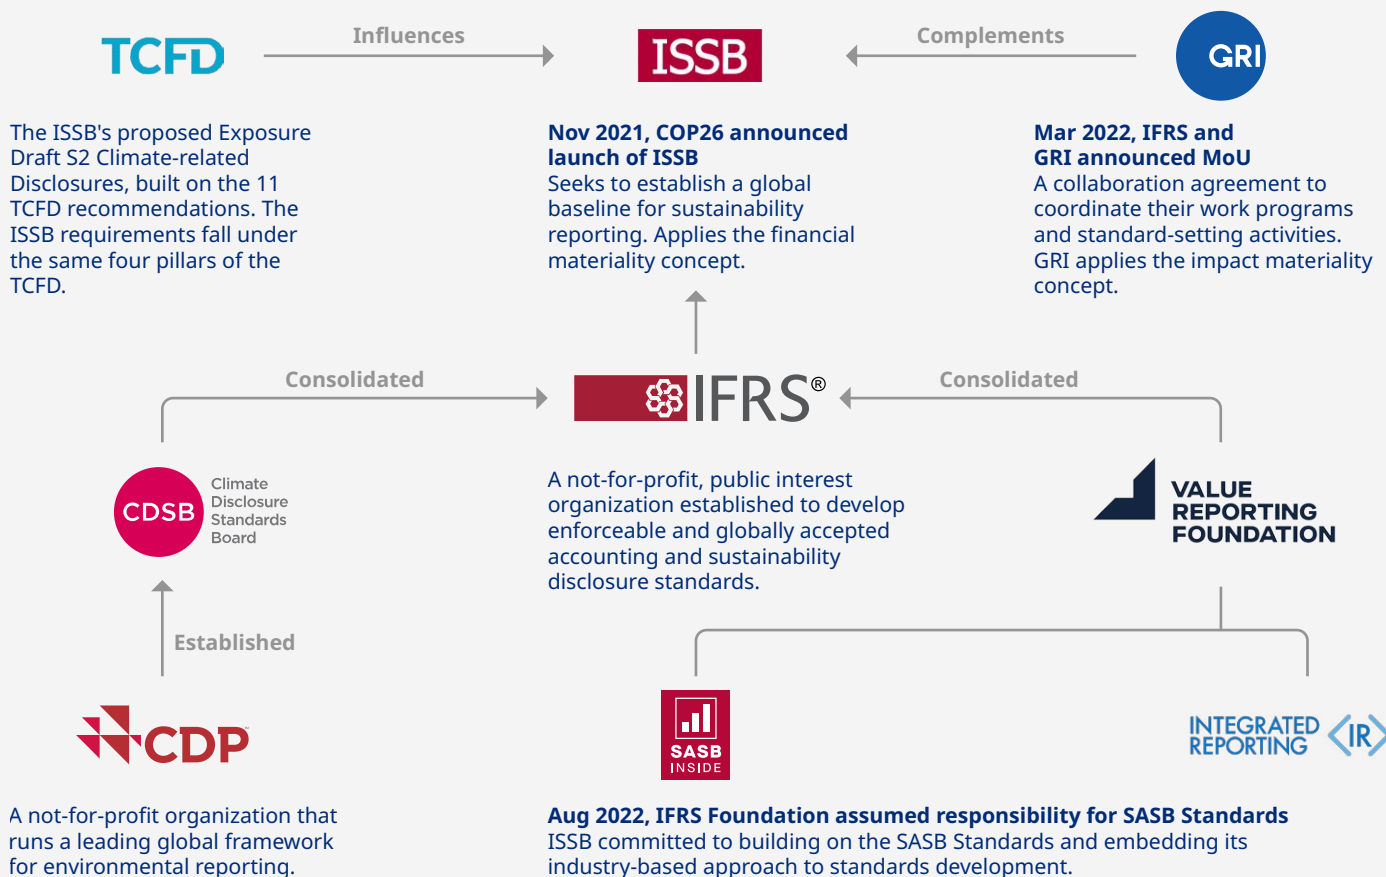 TCFD
Influences
ISSB
Complements
GRI
The ISSB's proposed Exposure
Draft S2 Climate-related
Disclosures, built on the 11
TCFD recommendations. The
ISSB requirements fall under
the same four pillars of the
TCFD.
Nov 2021, COP26 announced
launch of ISSB
Seeks to establish a global
baseline for sustainability
reporting. Applies the financial
materiality concept.
Mar 2022, IFRS and
GRI announced MoU
A collaboration agreement to
coordinate their work programs
and standard-setting activities.
GRI applies the impact materiality
concept.
Consolidated
IFRS®
Consolidated
CDSB
Climate
Disclosure
Standards
Board
A not-for-profit, public interest
organization established to develop
enforceable and globally accepted
accounting and sustainability
disclosure standards.
VALUE
REPORTING
FOUNDATION
Established
CDP
SASB
INSIDE
INTEGRATED
REPORTING
<IR>
A not-for-profit organization that
runs a leading global framework
for environmental reporting.
Aug 2022, IFRS Foundation assumed responsibility for SASB Standards
ISSB committed to building on the SASB Standards and embedding its
industry-based approach to standards development.